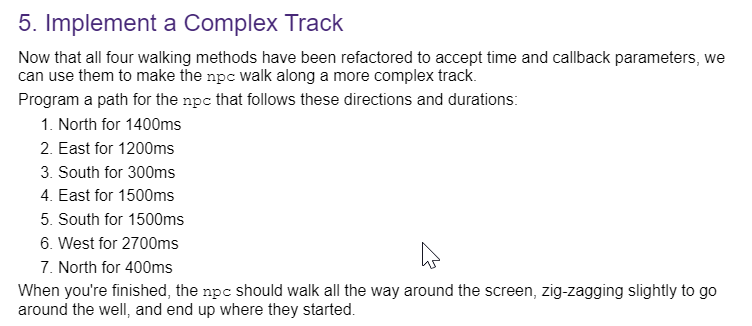 5. Implement a Complex Track
Now that all four walking methods have been refactored to accept time and callback parameters, we
can use them to make the npc walk along a more complex track.
Program a path for the npc that follows these directions and durations:
1. North for 1400ms
2. East for 1200ms
3. South for 300ms
4. East for 1500ms
5. South for 1500ms
6. West for 2700ms
7. North for 400ms
When you're finished, the npc should walk all the way around the screen, zig-zagging slightly to go
around the well, and end up where they started.